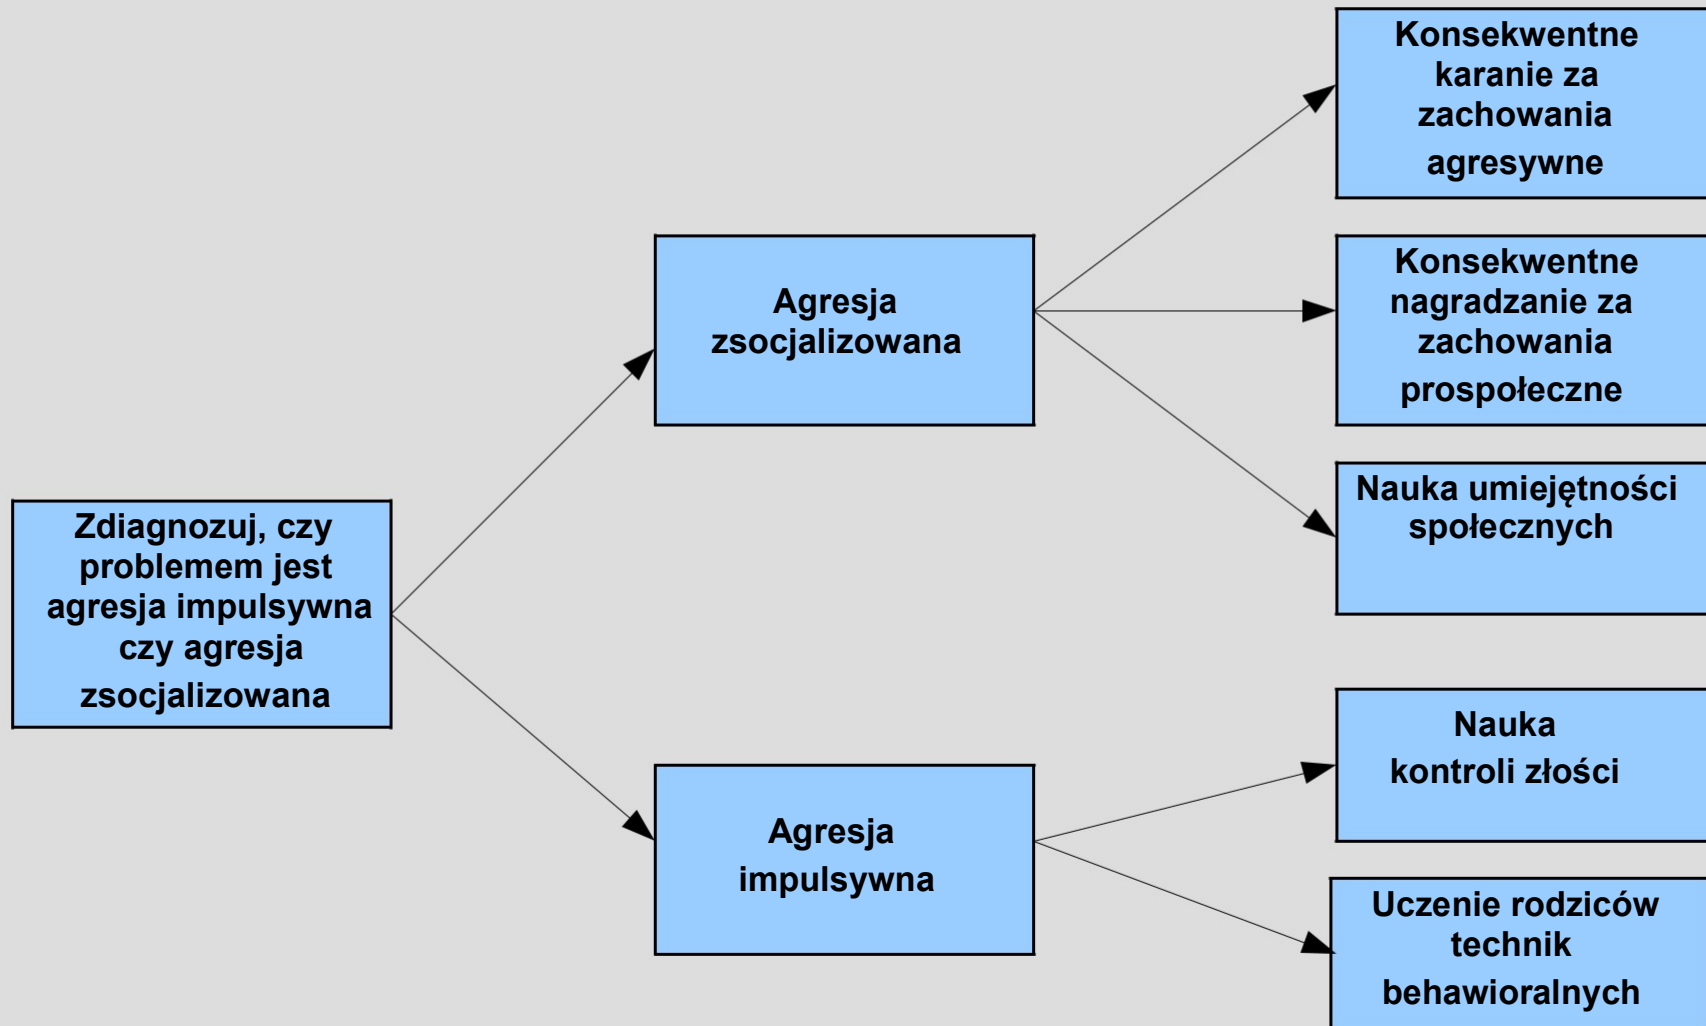 Zdiagnozuj, czy
problemem jest
agresja impulsywna
czy agresja
zsocjalizowana
Agresja
zsocjalizowana
Agresja
impulsywna
Konsekwentne
karanie za
zachowania
agresywne
Konsekwentne
nagradzanie za
zachowania
prospołeczne
Nauka umiejętności
społecznych
Nauka
kontroli złości
Uczenie rodziców
technik
behawioralnych